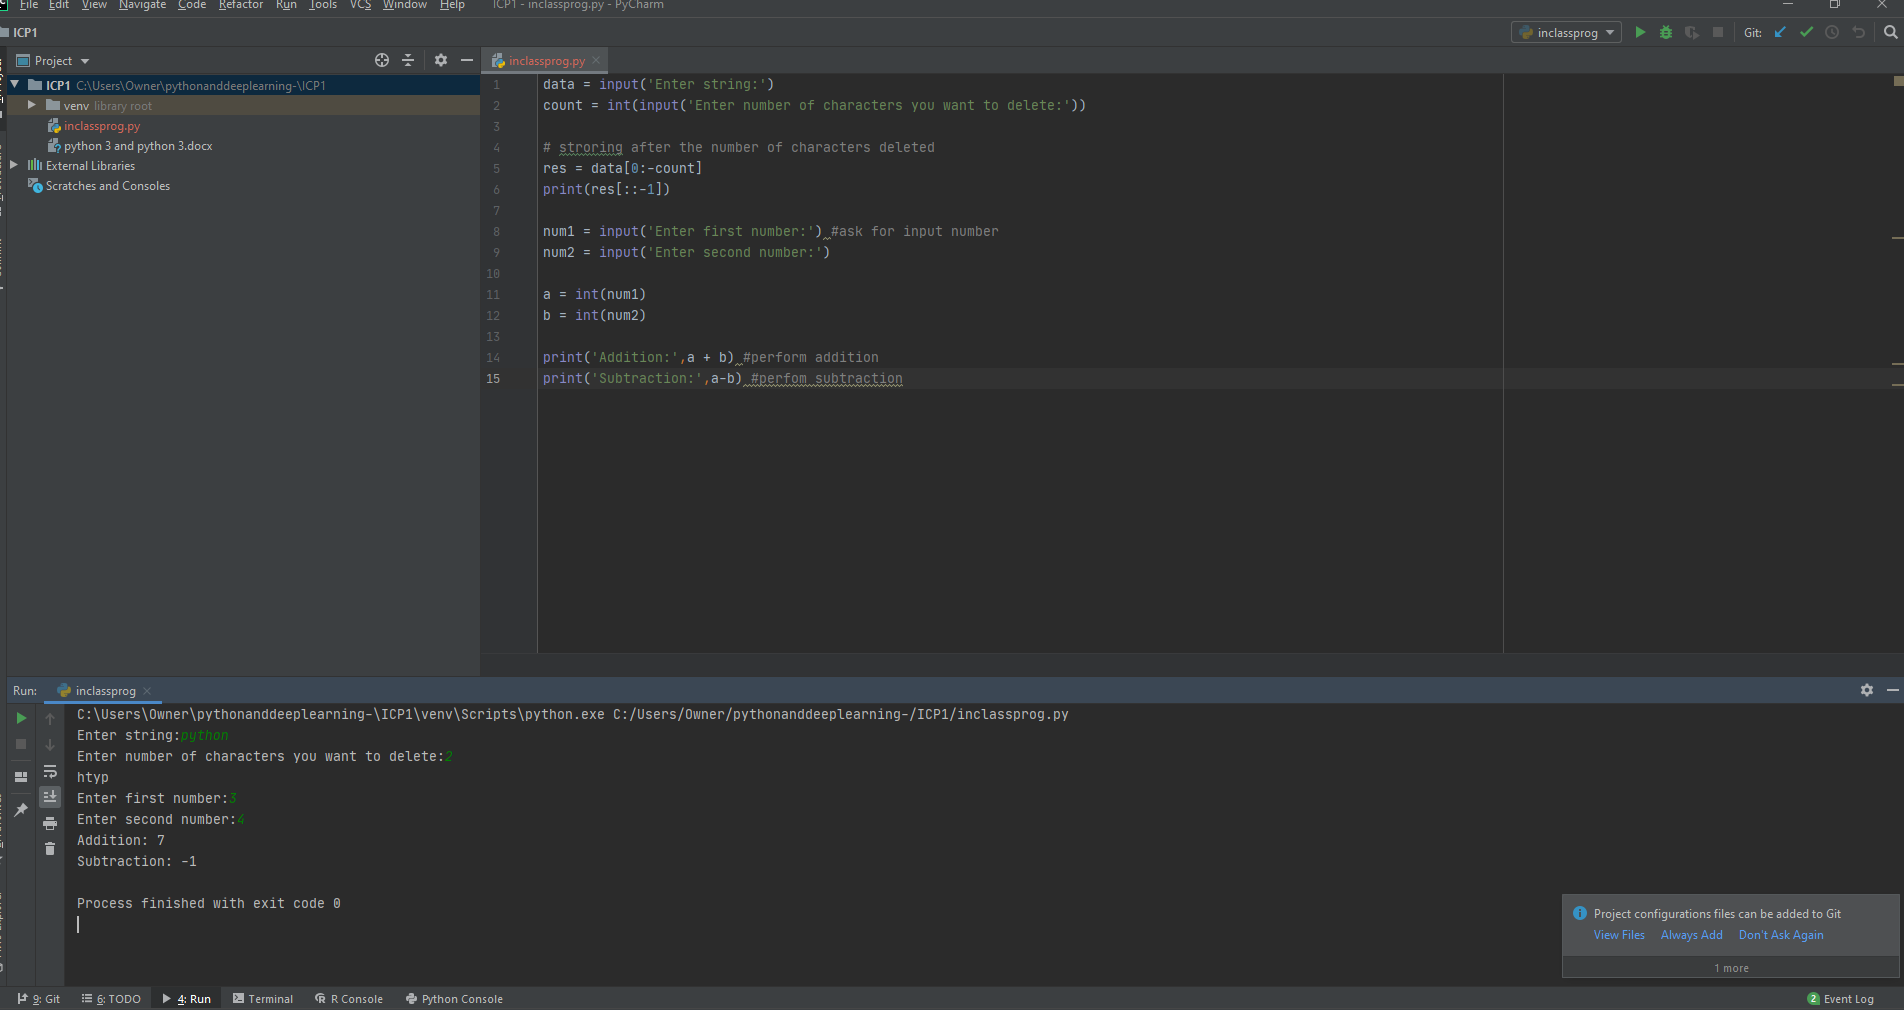 File Edit View Navigate Code Refactor Run Tools VCS Window Help ICP1 - inclassprog.py - PyCharm
ICP1 inclassprog Git:
Project inclassprog.py
ICP1 C:\Users\Owner\pythonanddeeplearning-\ICP1
venv library root
inclassprog.py
python 3 and python 3.docx
External Libraries
Scratches and Consoles
1 data = input('Enter string:')
2 count = int(input('Enter number of characters you want to delete:'))
3
4 # stroring after the number of characters deleted
5 res = data[0:-count]
6 print(res[::-1])
7
8 num1 = input('Enter first number:') #ask for input number
9 num2 = input('Enter second number:')
10
11 a = int(num1)
12 b = int(num2)
13
14 print('Addition:',a + b) #perform addition
15 print('Subtraction:',a-b) #perfom subtraction
Run: inclassprog
C:\Users\Owner\pythonanddeeplearning-\ICP1\venv\Scripts\python.exe C:/Users/Owner/pythonanddeeplearning-/ICP1/inclassprog.py
Enter string:python
Enter number of characters you want to delete:2
htyp
Enter first number:3
Enter second number:4
Addition: 7
Subtraction: -1
Process finished with exit code 0
Project configurations files can be added to Git
View Files Always Add Don't Ask Again
1 more
9: Git 6: TODO 4: Run Terminal R Console Python Console 2 Event Log